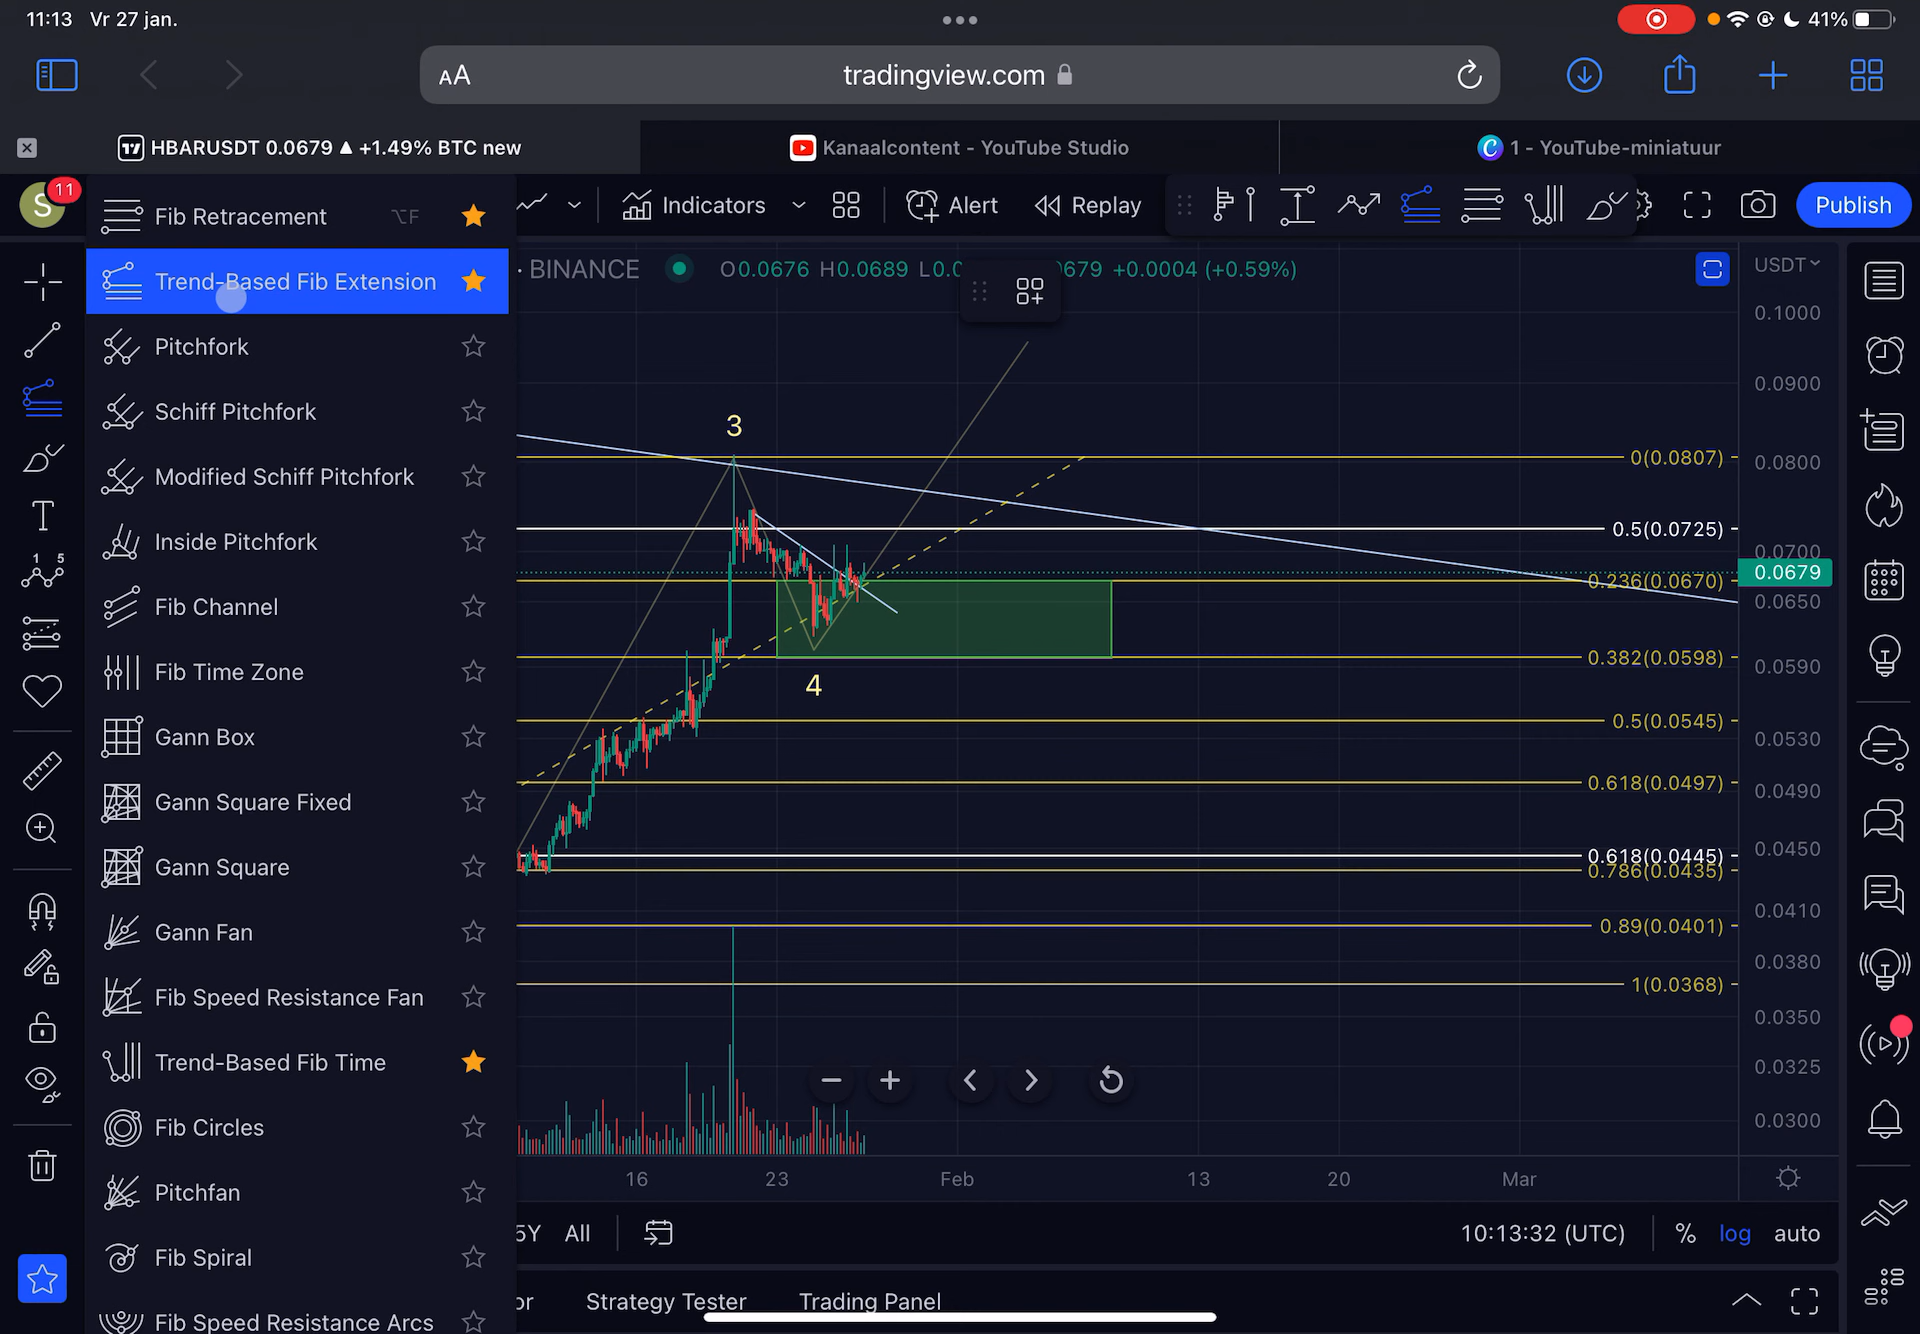 11:13 Vr 27 jan.
41%
AA
tradingview.com
HBARUSDT 0.0679 ▲ +1.49% BTC new
Kanaalcontent - YouTube Studio
1 - YouTube-miniatuur
S
11
Indicators
Alert
Replay
Publish
BINANCE
O0.0676 H0.0689 L0.0
679 +0.0004 (+0.59%)
USDT
Fib Retracement ⌥F
Trend-Based Fib Extension
Pitchfork
Schiff Pitchfork
Modified Schiff Pitchfork
Inside Pitchfork
Fib Channel
Fib Time Zone
Gann Box
Gann Square Fixed
Gann Square
Gann Fan
Fib Speed Resistance Fan
Trend-Based Fib Time
Fib Circles
Pitchfan
Fib Spiral
Fib Speed Resistance Arcs
T
1 5
3
4
0(0.0807)
0.5(0.0725)
0.236(0.0670)
0.382(0.0598)
0.5(0.0545)
0.618(0.0497)
0.618(0.0445)
0.786(0.0435)
0.89(0.0401)
1(0.0368)
0.1000
0.0900
0.0800
0.0700
0.0679
0.0650
0.0590
0.0530
0.0490
0.0450
0.0410
0.0380
0.0350
0.0325
0.0300
16
23
Feb
13
20
Mar
5Y
All
10:13:32 (UTC)
%
log
auto
or
Strategy Tester
Trading Panel